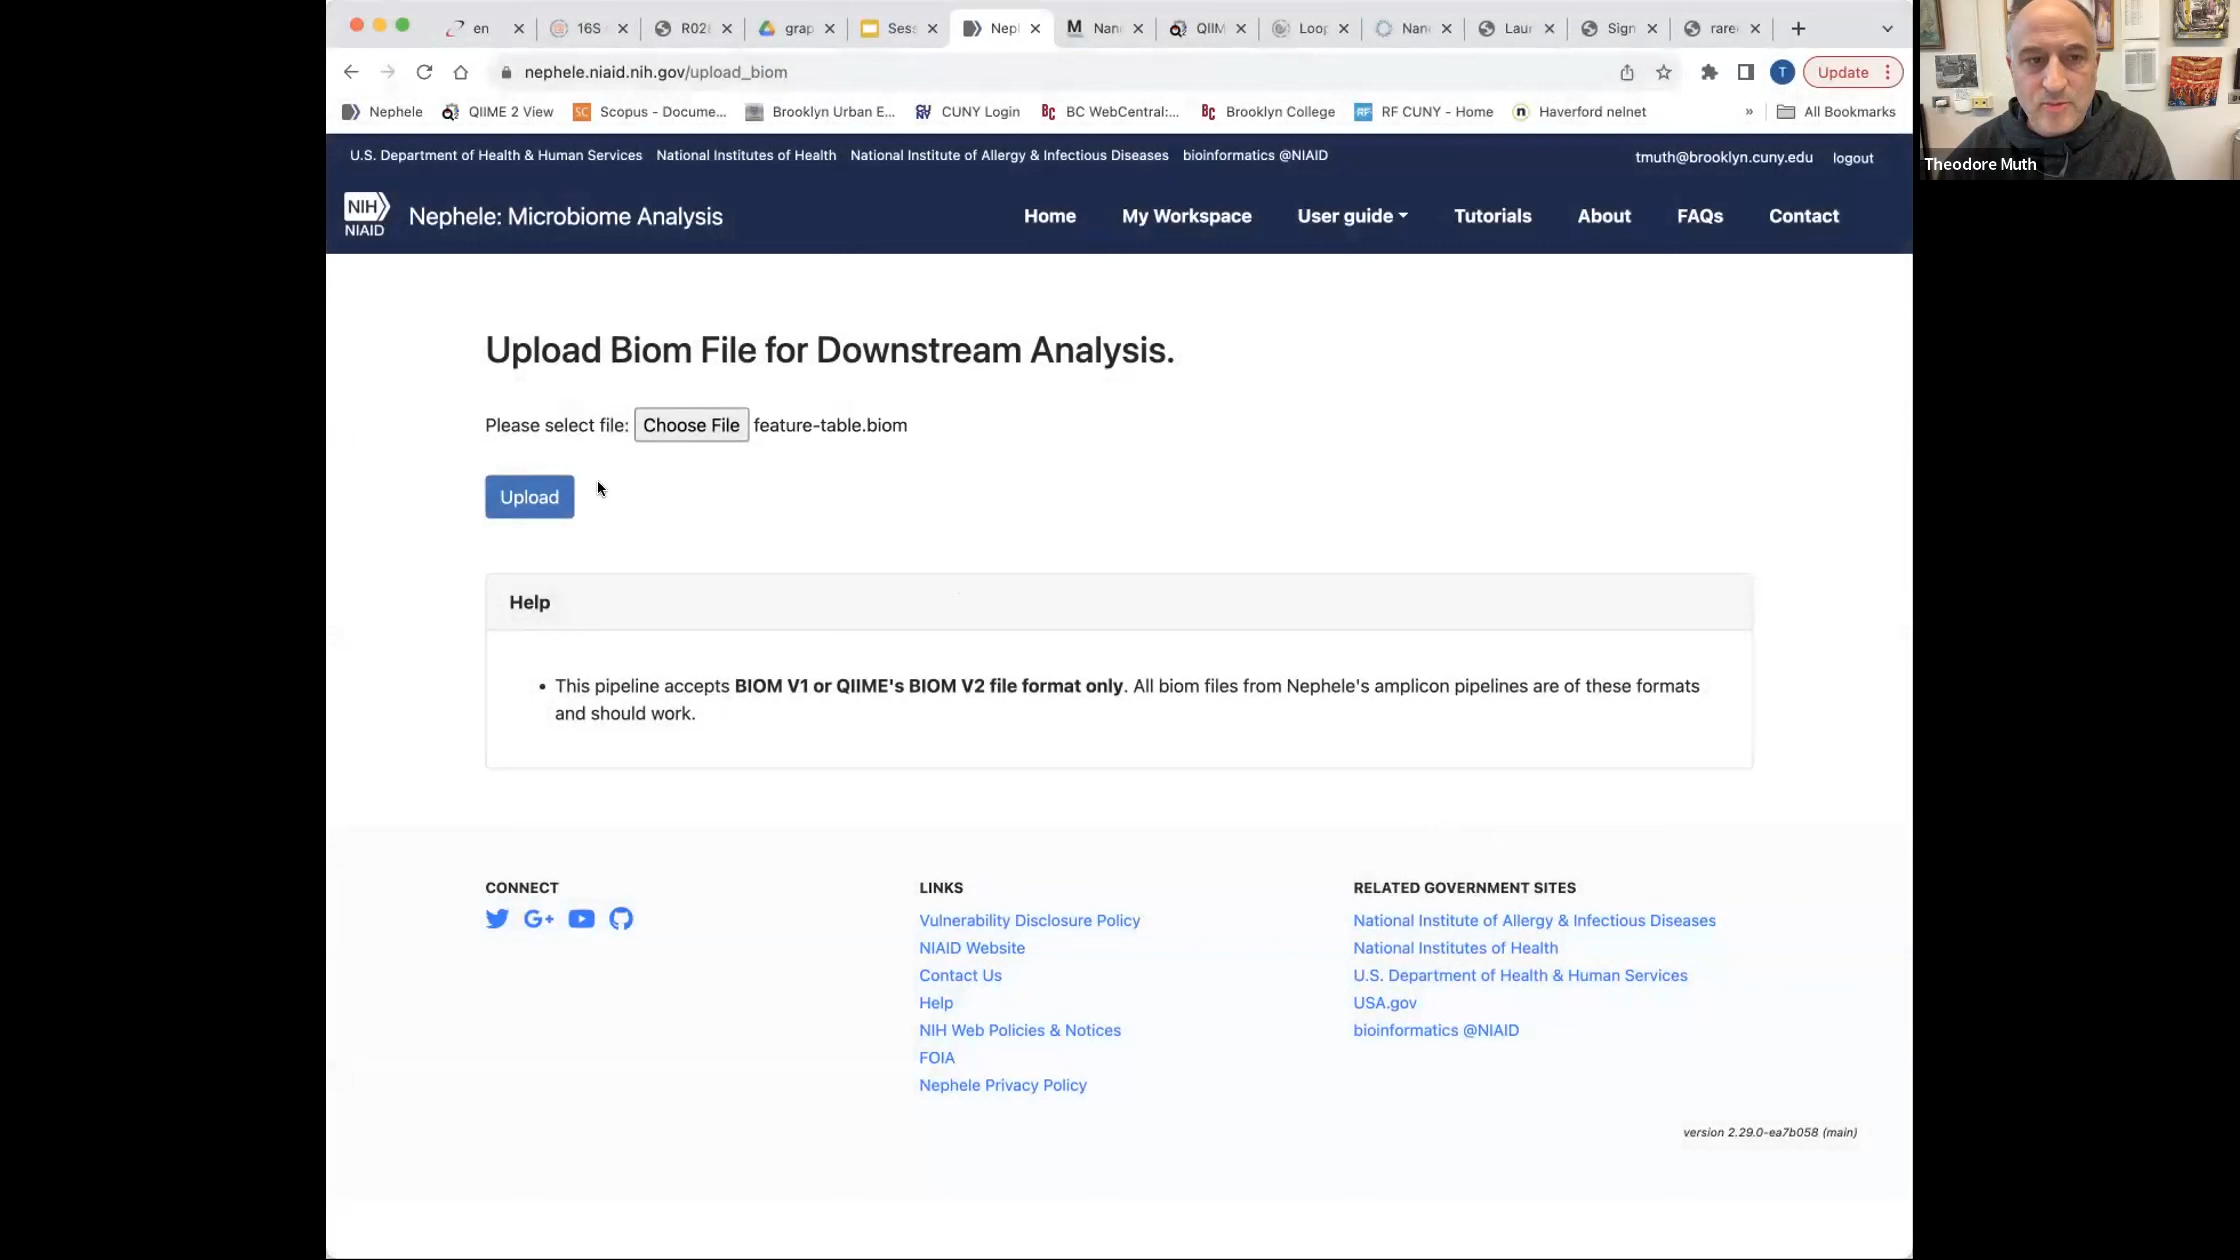 en
16S
R02
grap
Sess
Neph
Nan
QIIM
Loop
Nan
Laur
Sign
rare
nephele.niaid.nih.gov/upload_biom
T
Update
Nephele
QIIME 2 View
SC
Scopus - Docume...
Brooklyn Urban E...
CUNY Login
BC
BC WebCentral:...
BC
Brooklyn College
RF
RF CUNY - Home
n
Haverford nelnet
»
All Bookmarks
Theodore Muth
U.S. Department of Health & Human Services National Institutes of Health National Institute of Allergy & Infectious Diseases bioinformatics @NIAID
tmuth@brooklyn.cuny.edu logout
NIH
NIAID
Nephele: Microbiome Analysis
Home My Workspace User guide Tutorials About FAQs Contact
Upload Biom File for Downstream Analysis.
Please select file: Choose File feature-table.biom
Upload
Help
• This pipeline accepts BIOM V1 or QIIME's BIOM V2 file format only. All biom files from Nephele's amplicon pipelines are of these formats
and should work.
CONNECT
G+
LINKS
Vulnerability Disclosure Policy
NIAID Website
Contact Us
Help
NIH Web Policies & Notices
FOIA
Nephele Privacy Policy
RELATED GOVERNMENT SITES
National Institute of Allergy & Infectious Diseases
National Institutes of Health
U.S. Department of Health & Human Services
USA.gov
bioinformatics @NIAID
version 2.29.0-ea7b058 (main)